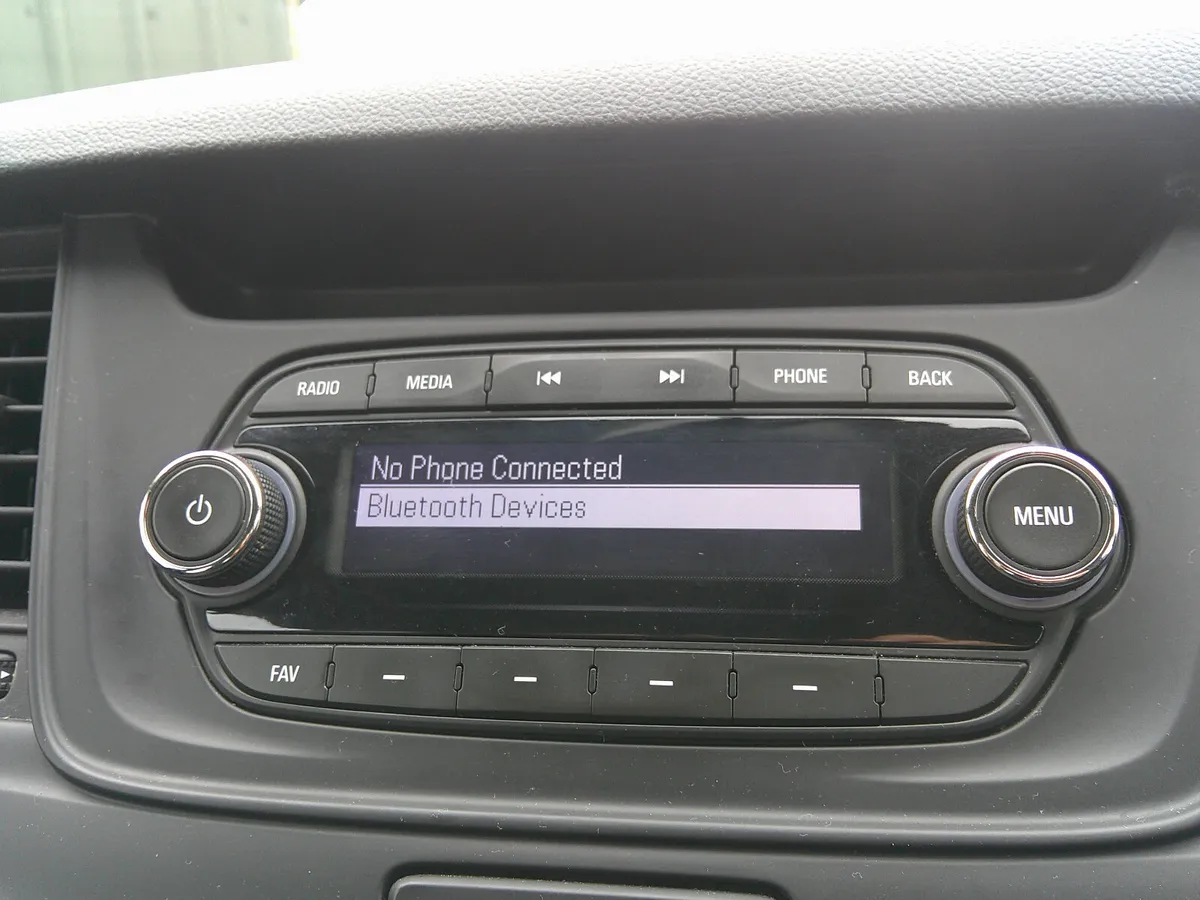 RADIO MEDIA PHONE BACK
No Phone Connected
Bluetooth Devices
MENU
FAV